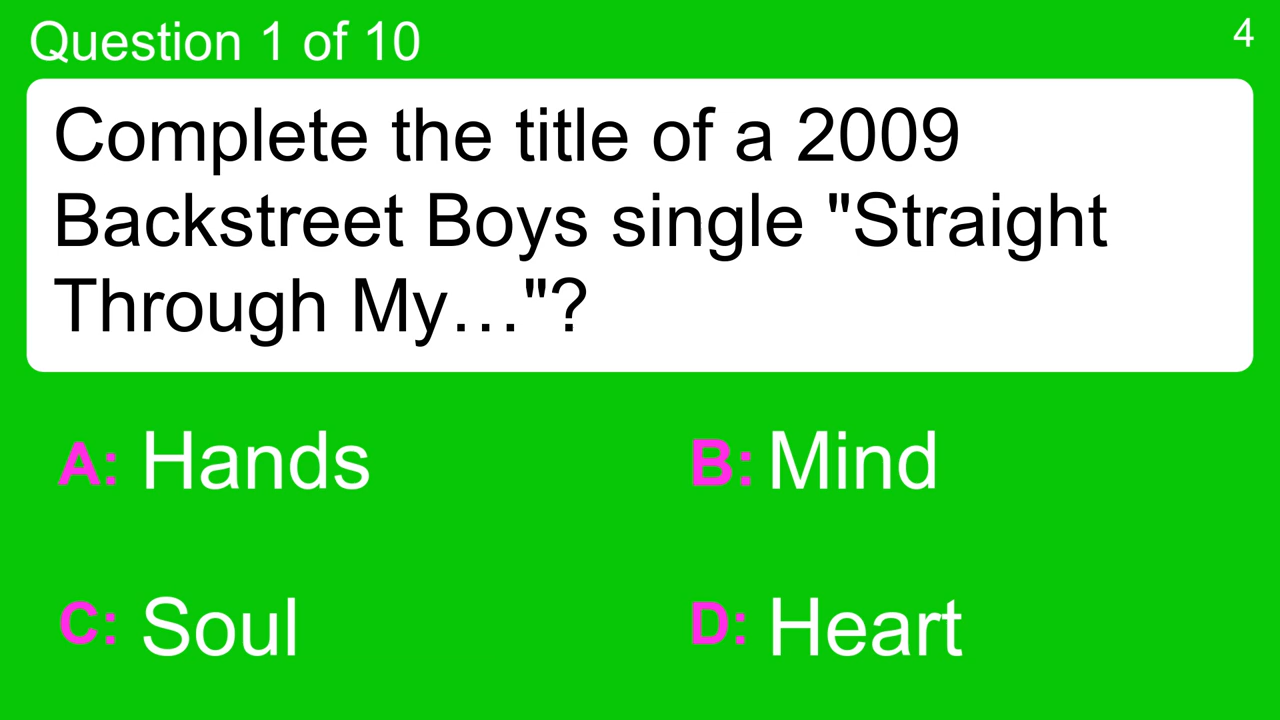 Question 1 of 10
4
Complete the title of a 2009
Backstreet Boys single "Straight
Through My…"?
A: Hands
B: Mind
C: Soul
D: Heart